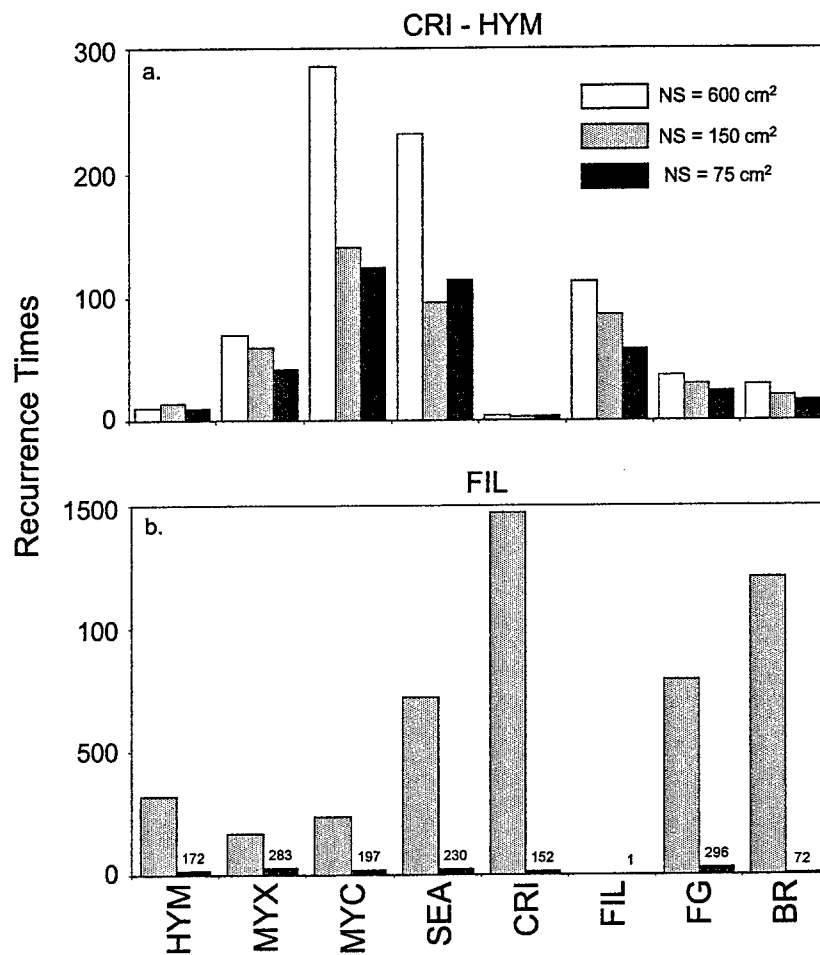 CRI - HYM
a.
300
200
100
0
NS = 600 cm²
NS = 150 cm²
NS = 75 cm²
Recurrence Times
FIL
b.
1500
100
500
0
172
283
197
230
152
1
296
72
HYM
MYX
MYC
SEA
CRI
FIL
FG
BR